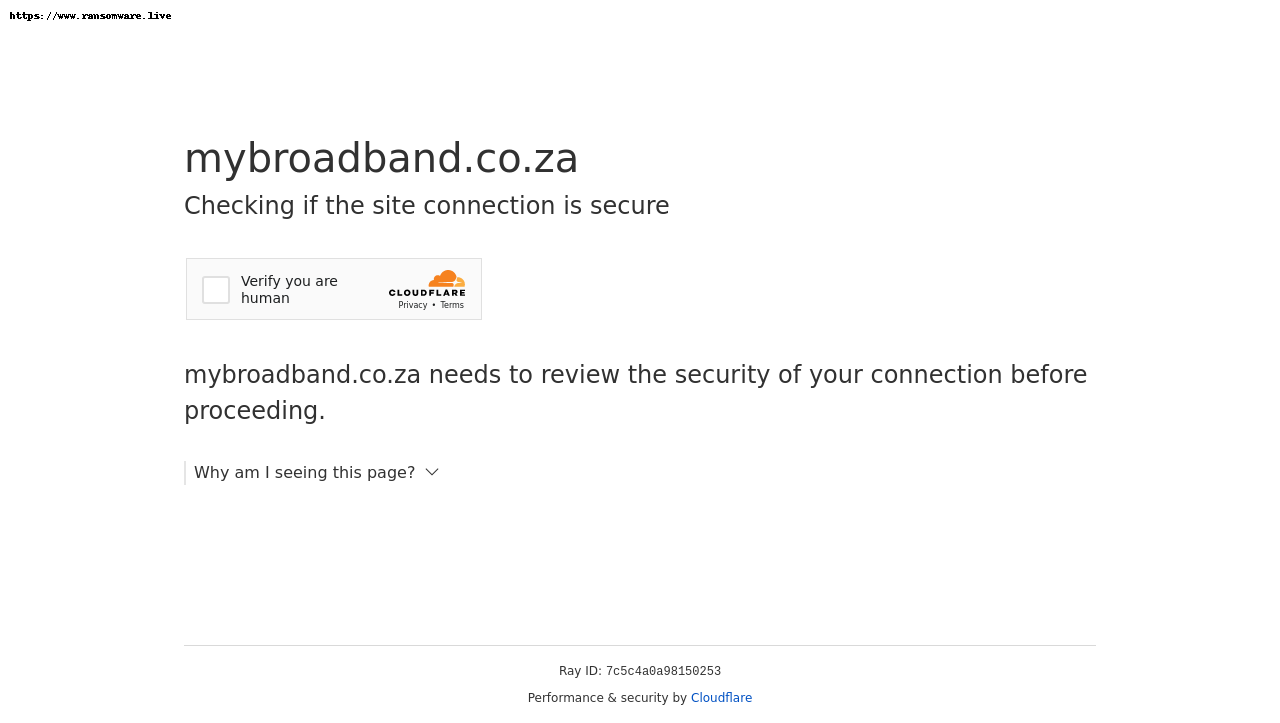 https://www.ransomware.live
mybroadband.co.za
Checking if the site connection is secure
Verify you are
human
CLOUDFLARE
Privacy • Terms
mybroadband.co.za needs to review the security of your connection before
proceeding.
Why am I seeing this page?
Ray ID: 7c5c4a0a98150253
Performance & security by Cloudflare